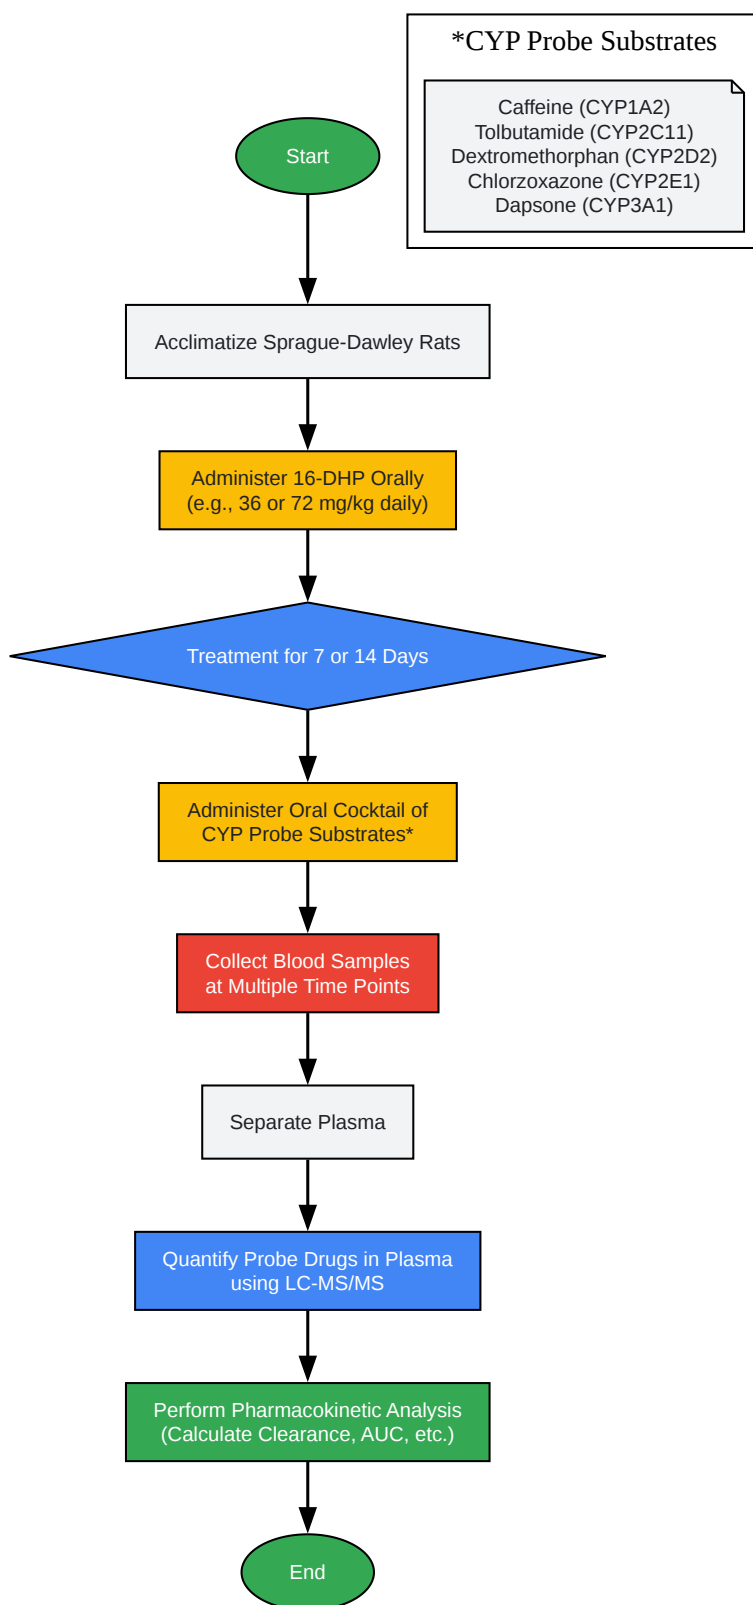 *CYP Probe Substrates
Caffeine (CYP1A2)
Tolbutamide (CYP2C11)
Dextromethorphan (CYP2D2)
Chlorzoxazone (CYP2E1)
Dapsone (CYP3A1)
Start
Acclimatize Sprague-Dawley Rats
Administer 16-DHP Orally
(e.g., 36 or 72 mg/kg daily)
Treatment for 7 or 14 Days
Administer Oral Cocktail of
CYP Probe Substrates*
Collect Blood Samples
at Multiple Time Points
Separate Plasma
Quantify Probe Drugs in Plasma
using LC-MS/MS
Perform Pharmacokinetic Analysis
(Calculate Clearance, AUC, etc.)
End